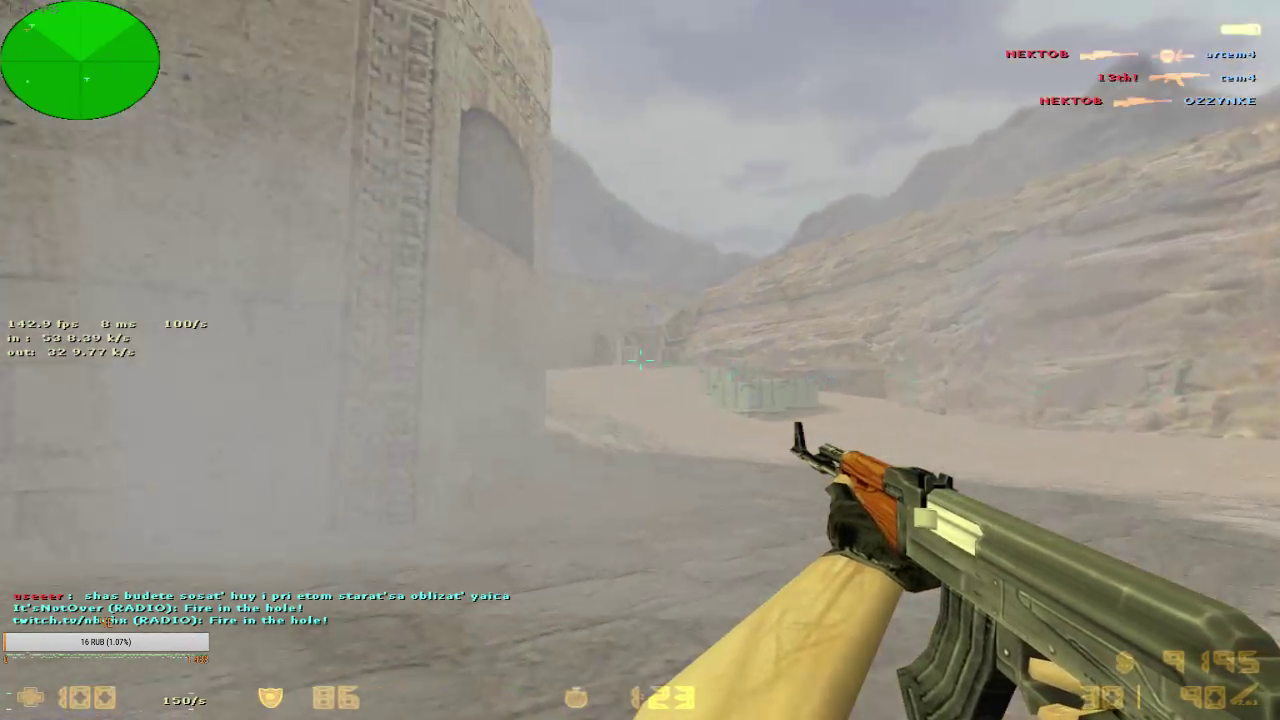 NEKTOB urtem4
13th! tem4
NEKTOB OZZYNKE
142.9 fps 8 ms 100/s
in : 53 8.39 k/s
out: 32 9.77 k/s
useeer : shas budete sosat' huy i pri etom starat'sa oblizat' yaica
It'sNotOver (RADIO): Fire in the hole!
(RADIO): Fire in the hole!
16 RUB (1.07%)
9195
100 150/s 86 1:23 30 | 90